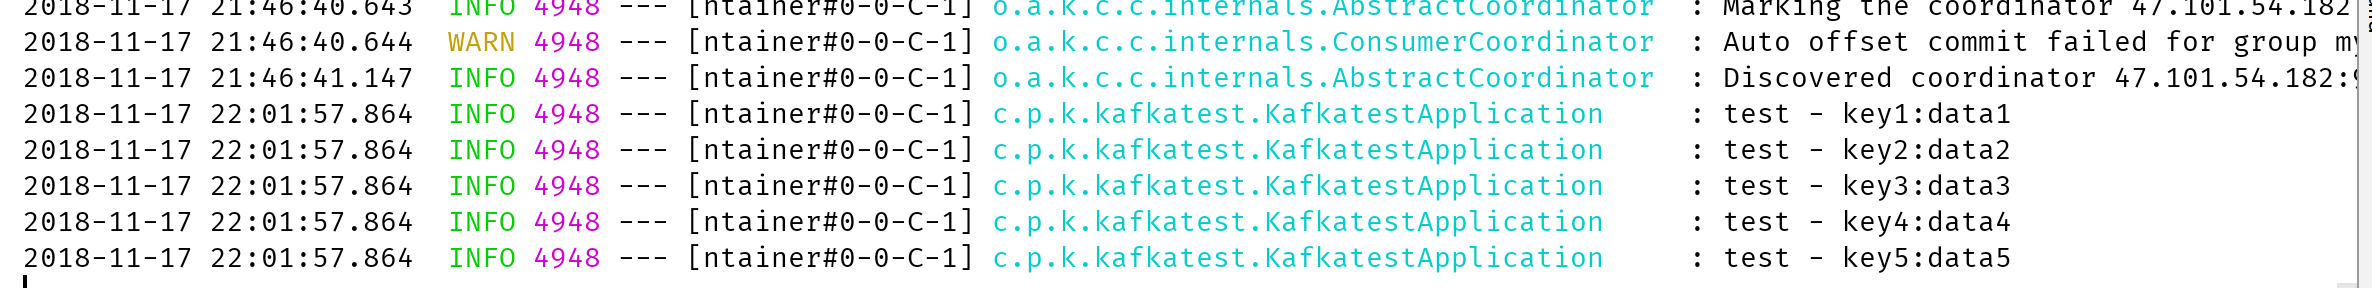 2018-11-17 21:46:40.643  INFO 4948 --- [ntainer#0-0-C-1] o.a.k.c.c.internals.AbstractCoordinator  : Marking the coordinator 47.101.54.182
2018-11-17 21:46:40.644  WARN 4948 --- [ntainer#0-0-C-1] o.a.k.c.c.internals.ConsumerCoordinator  : Auto offset commit failed for group my
2018-11-17 21:46:41.147  INFO 4948 --- [ntainer#0-0-C-1] o.a.k.c.c.internals.AbstractCoordinator  : Discovered coordinator 47.101.54.182:
2018-11-17 22:01:57.864  INFO 4948 --- [ntainer#0-0-C-1] c.p.k.kafkatest.KafkatestApplication     : test - key1:data1
2018-11-17 22:01:57.864  INFO 4948 --- [ntainer#0-0-C-1] c.p.k.kafkatest.KafkatestApplication     : test - key2:data2
2018-11-17 22:01:57.864  INFO 4948 --- [ntainer#0-0-C-1] c.p.k.kafkatest.KafkatestApplication     : test - key3:data3
2018-11-17 22:01:57.864  INFO 4948 --- [ntainer#0-0-C-1] c.p.k.kafkatest.KafkatestApplication     : test - key4:data4
2018-11-17 22:01:57.864  INFO 4948 --- [ntainer#0-0-C-1] c.p.k.kafkatest.KafkatestApplication     : test - key5:data5